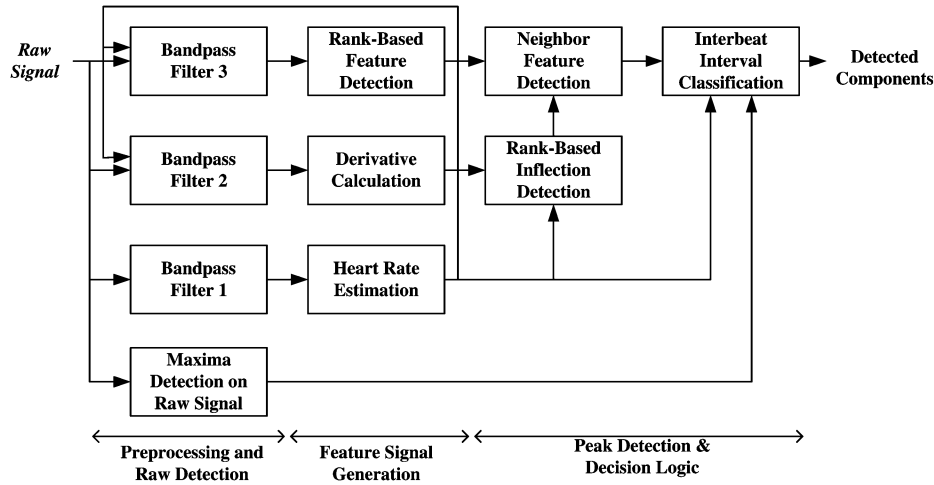 Raw
Signal
Bandpass
Filter 3
Rank-Based
Feature
Detection
Neighbor
Feature
Detection
Interbeat
Interval
Classification
Detected
Components
Bandpass
Filter 2
Derivative
Calculation
Rank-Based
Inflection
Detection
Bandpass
Filter 1
Heart Rate
Estimation
Maxima
Detection on
Raw Signal
Preprocessing and
Raw Detection
Feature Signal
Generation
Peak Detection &
Decision Logic